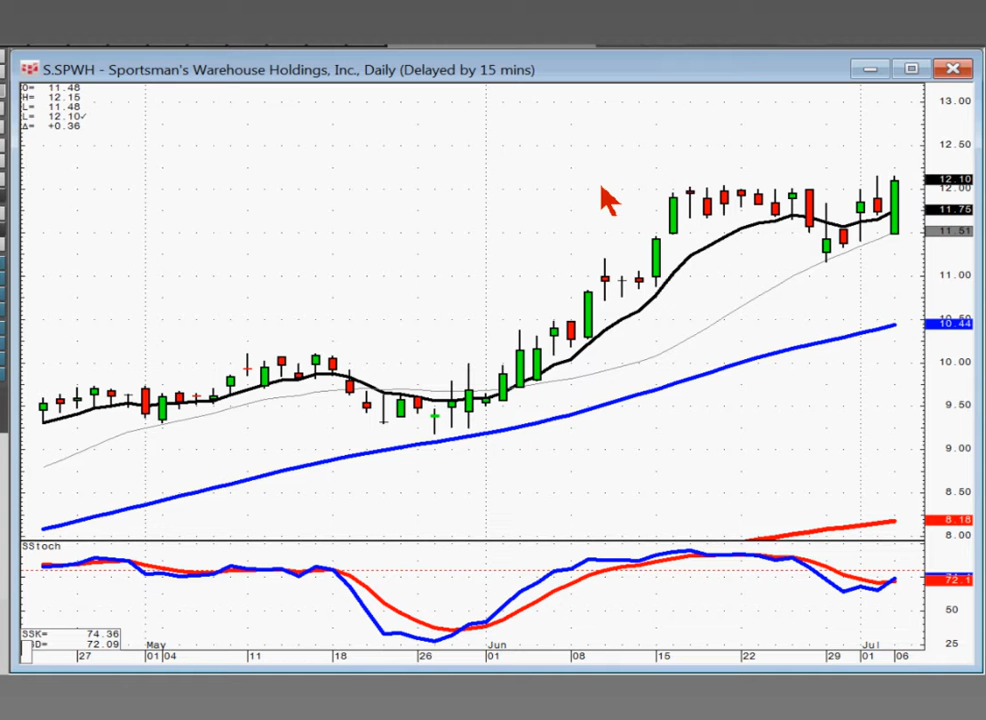 S.SPWH - Sportsman's Warehouse Holdings, Inc., Daily (Delayed by 15 mins)
O= 11.48
H= 12.15
L= 11.48
L= 12.10✓
Δ= +0.36
13.00
12.50
12.10
12.00
11.75
11.51
11.00
10.44
10.00
9.50
9.00
8.50
8.18
8.00
SStoch
72.1
50
25
SSK= 74.36
D= 72.09
May Jun Jul
27 01 04 11 18 26 01 08 15 22 29 01 06